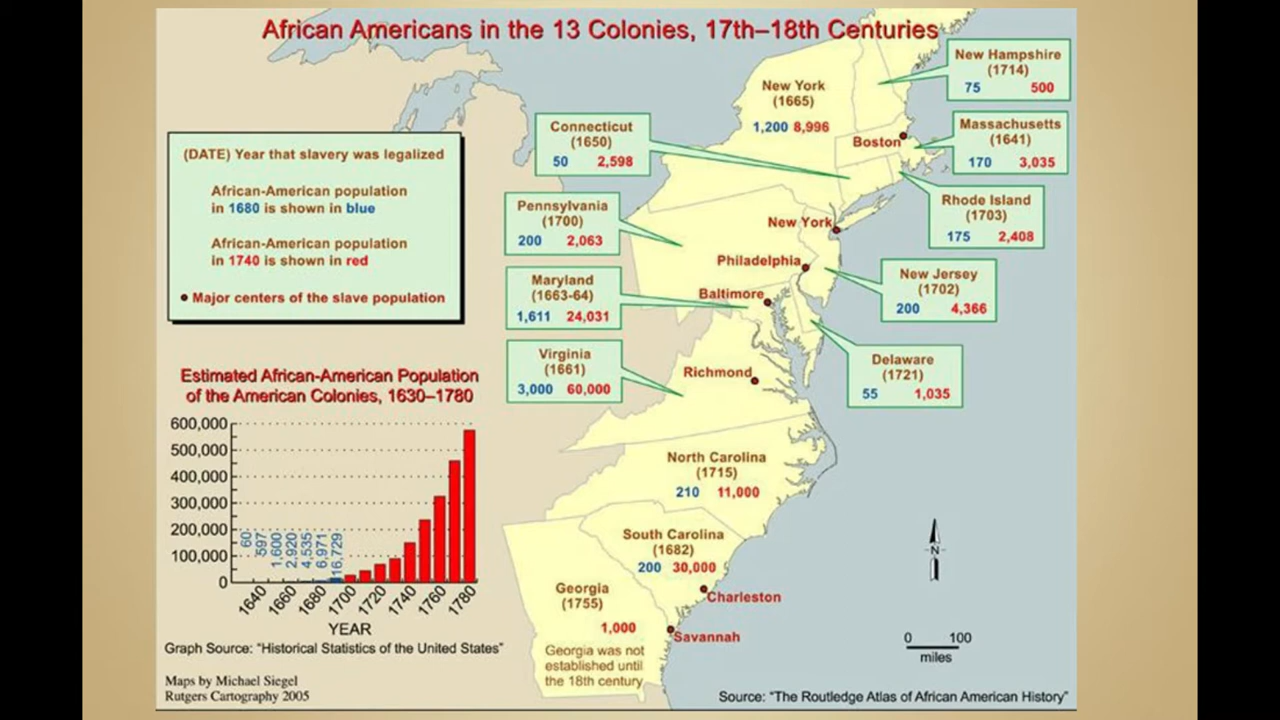 African Americans in the 13 Colonies, 17th–18th Centuries
New Hampshire
(1714)
75 500
New York
(1665)
1,200 8,996
Connecticut
(1650)
50 2,598
Massachusetts
(1641)
170 3,035
Boston
(DATE) Year that slavery was legalized
African-American population
in 1680 is shown in blue
African-American population
in 1740 is shown in red
Major centers of the slave population
Rhode Island
(1703)
175 2,408
Pennsylvania
(1700)
200 2,063
New York
Philadelphia
New Jersey
(1702)
200 4,366
Maryland
(1663-64)
1,611 24,031
Baltimore
Virginia
(1661)
3,000 60,000
Richmond
Delaware
(1721)
55 1,035
Estimated African-American Population
of the American Colonies, 1630–1780
600,000
500,000
400,000
300,000
200,000
100,000
0
60
597
1,600
2,920
4,535
6,971
16,729
1640
1660
1680
1700
1720
1740
1760
1780
YEAR
Graph Source: “Historical Statistics of the United States”
Maps by Michael Siegel
Rutgers Cartography 2005
North Carolina
(1715)
210 11,000
South Carolina
(1682)
200 30,000
Charleston
Georgia
(1755)
1,000
Savannah
Georgia was not
established until
the 18th century
N
0 100
miles
Source: “The Routledge Atlas of African American History”